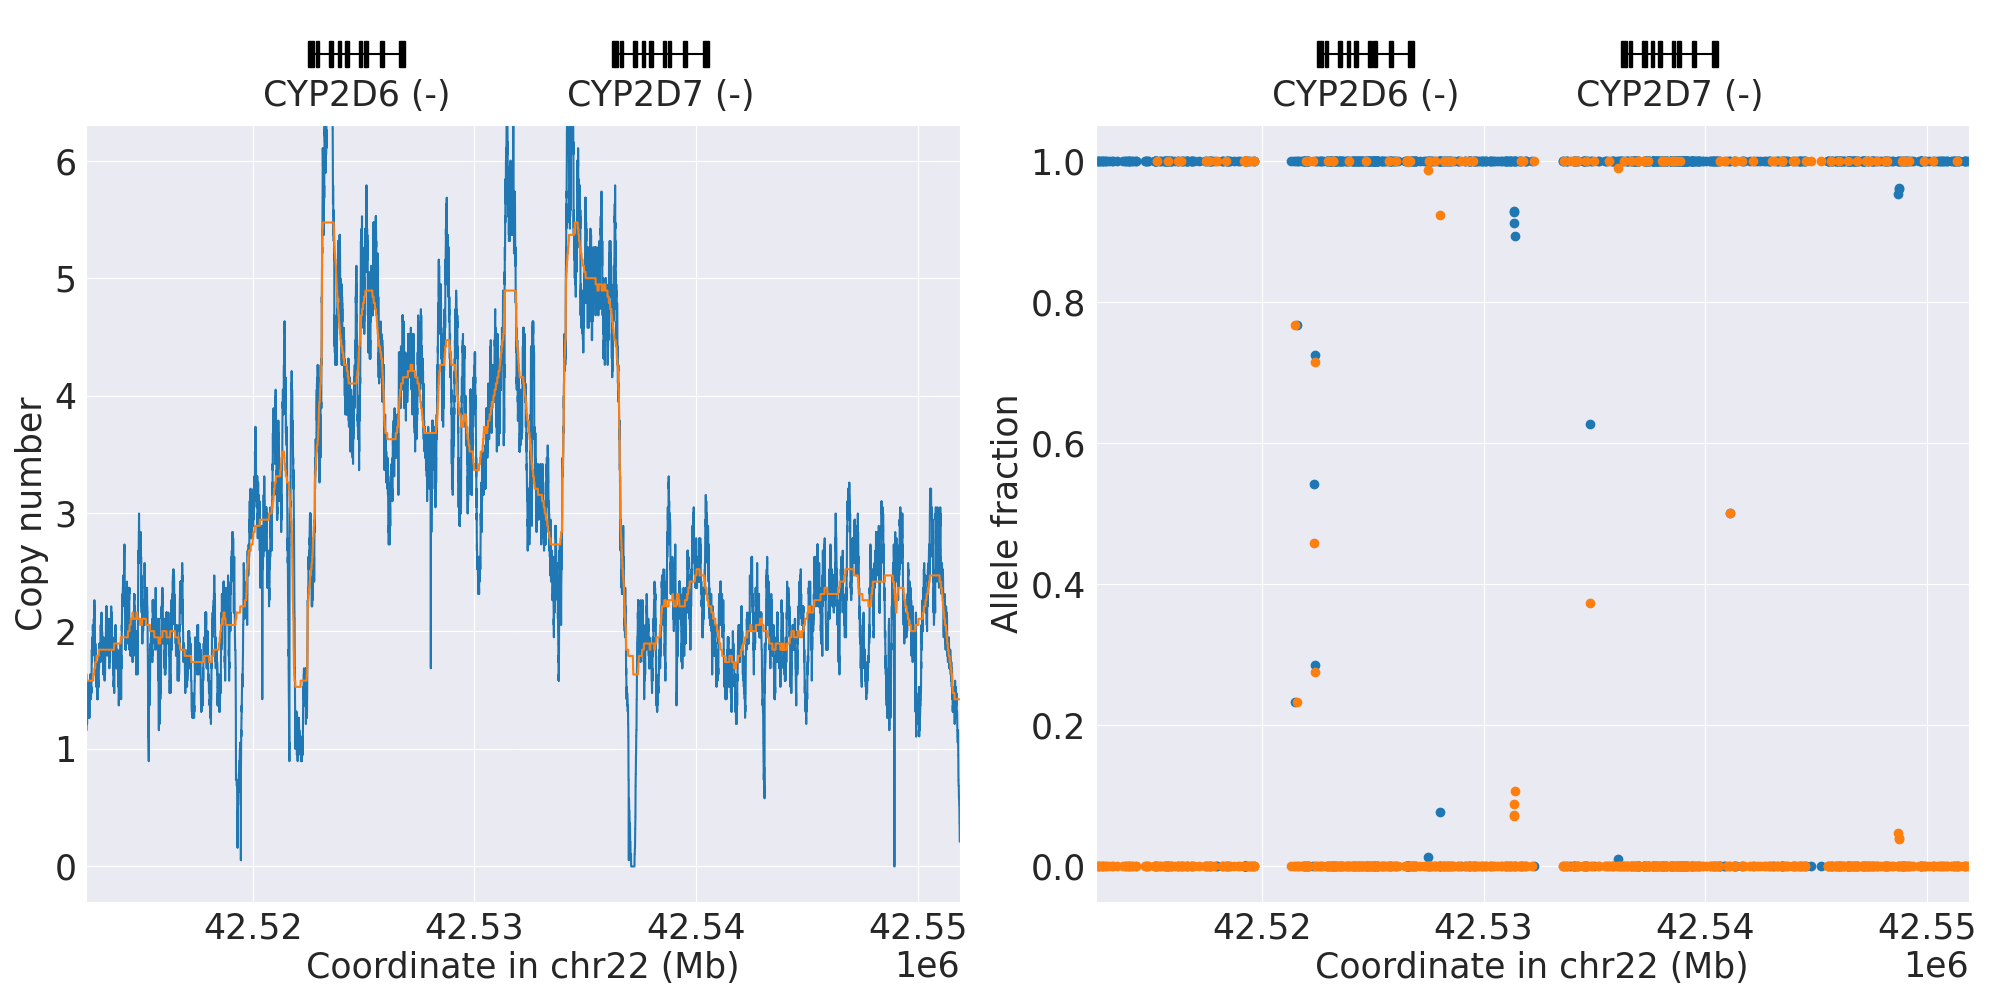 CYP2D6 (-)
CYP2D7 (-)
Copy number
6
5
4
3
2
1
0
42.52
42.53
42.54
42.55
Coordinate in chr22 (Mb)
1e6
CYP2D6 (-)
CYP2D7 (-)
Allele fraction
1.0
0.8
0.6
0.4
0.2
0.0
42.52
42.53
42.54
42.55
Coordinate in chr22 (Mb)
1e6